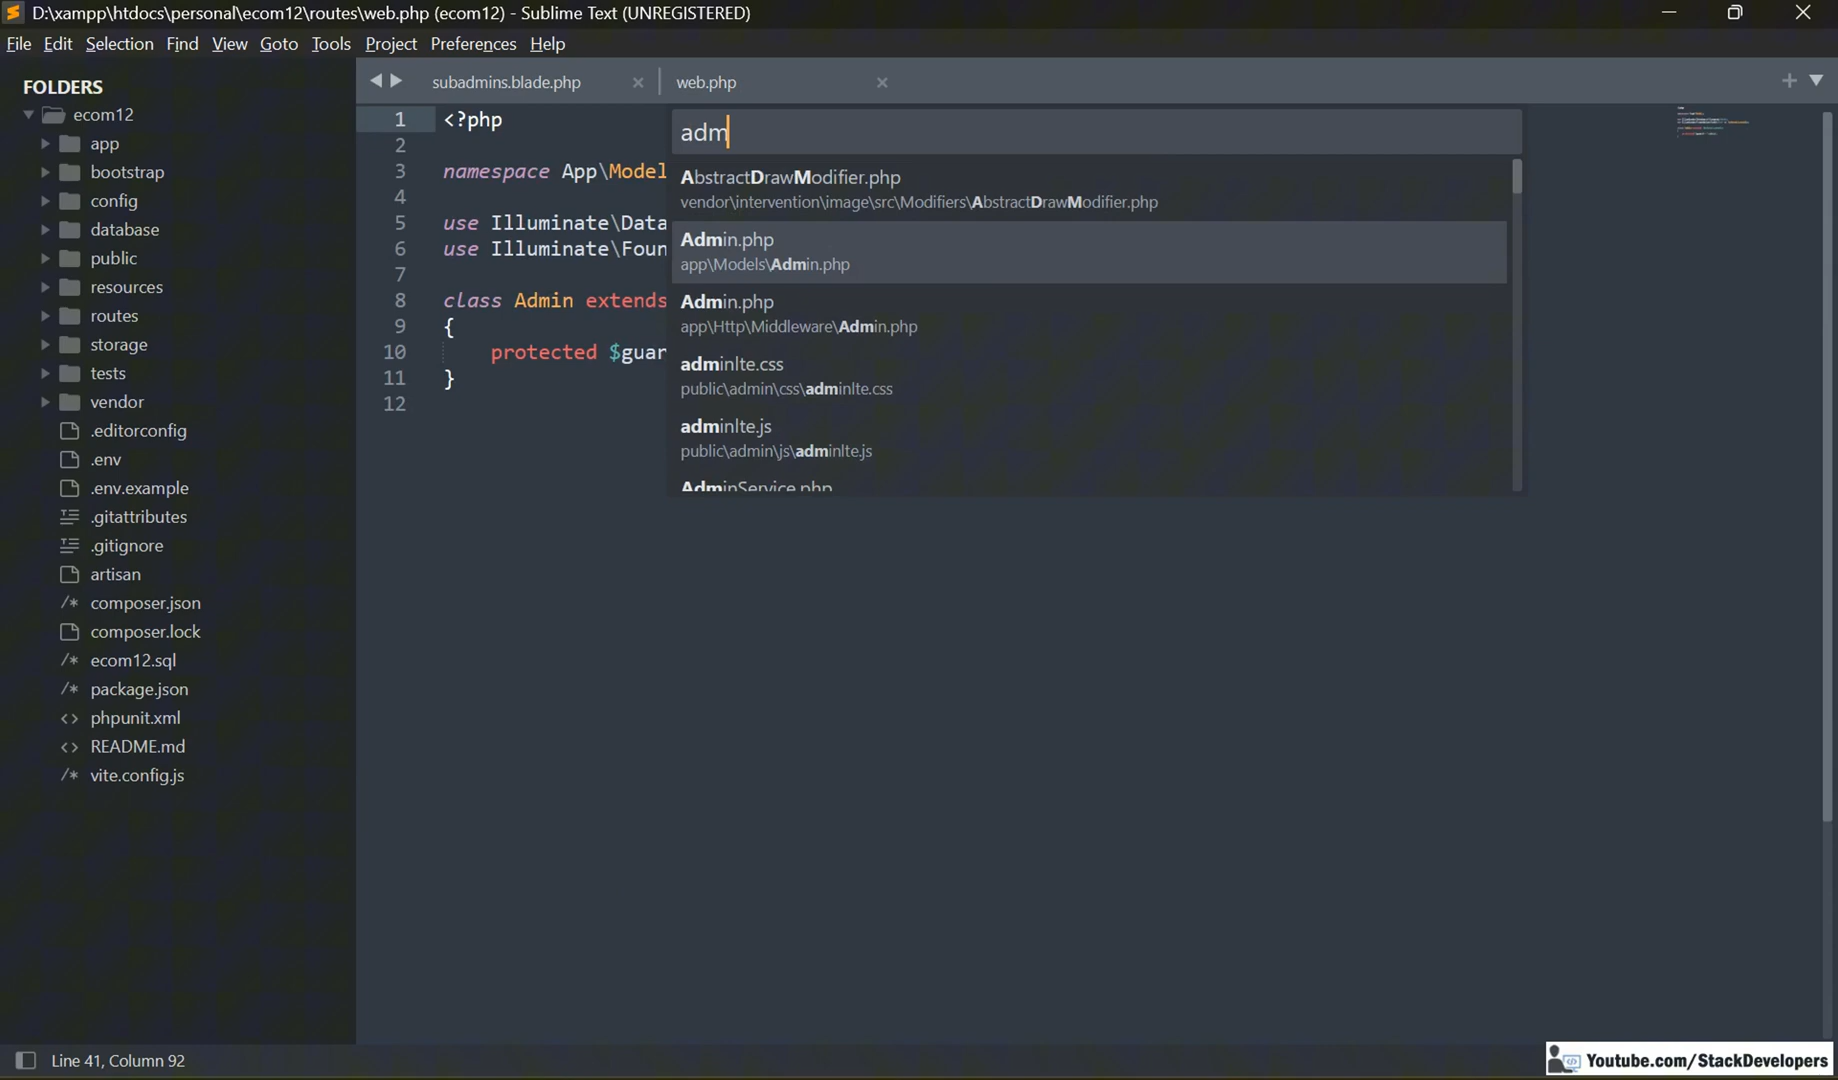 D:\xampp\htdocs\personal\ecom12\routes\web.php (ecom12) - Sublime Text (UNREGISTERED)
File Edit Selection Find View Goto Tools Project Preferences Help
FOLDERS
ecom12
app
bootstrap
config
database
public
resources
routes
storage
tests
vendor
.editorconfig
.env
.env.example
.gitattributes
.gitignore
artisan
/* composer.json
composer.lock
/* ecom12.sql
/* package.json
<> phpunit.xml
<> README.md
/* vite.config.js
subadmins.blade.php
web.php
1 <?php
2
3 namespace App\Model
4
5 use Illuminate\Data
6 use Illuminate\Foun
7
8 class Admin extends
9 {
10 protected $guar
11 }
12
adm
AbstractDrawModifier.php
vendor\intervention\image\src\Modifiers\AbstractDrawModifier.php
Admin.php
app\Models\Admin.php
Admin.php
app\Http\Middleware\Admin.php
adminlte.css
public\admin\css\adminlte.css
adminlte.js
public\admin\js\adminlte.js
AdminService.php
Line 41, Column 92
Youtube.com/StackDevelopers